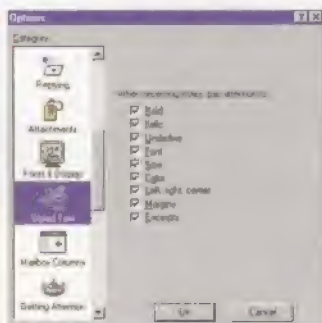 Options
Category
Replying
Attachments
Fonts & Display
Styled Text
Mailbox Columns
Getting Attention
When receiving styled text, pay attention to:
Bold
Italic
Underline
Font
Size
Color
Left, right, center
Margins
Excerpts
OK
Cancel